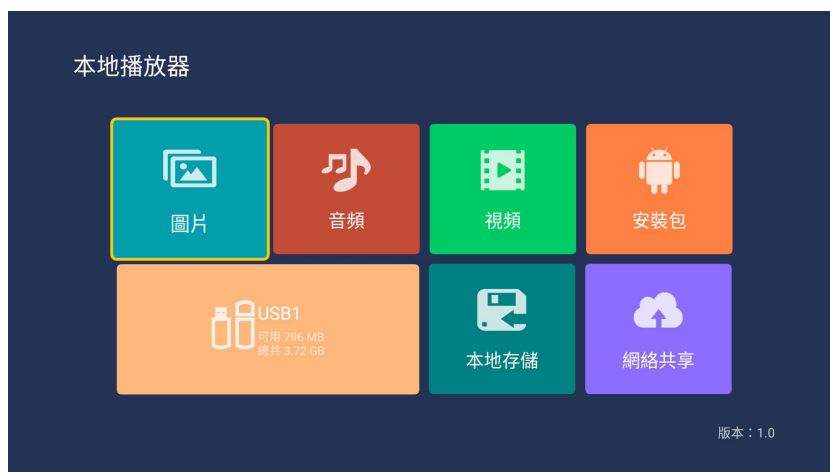 本地播放器
圖片
音頻
視頻
安裝包
USB1
可用 796 MB
總共 3.72 GB
本地存儲
網絡共享
版本：1.0